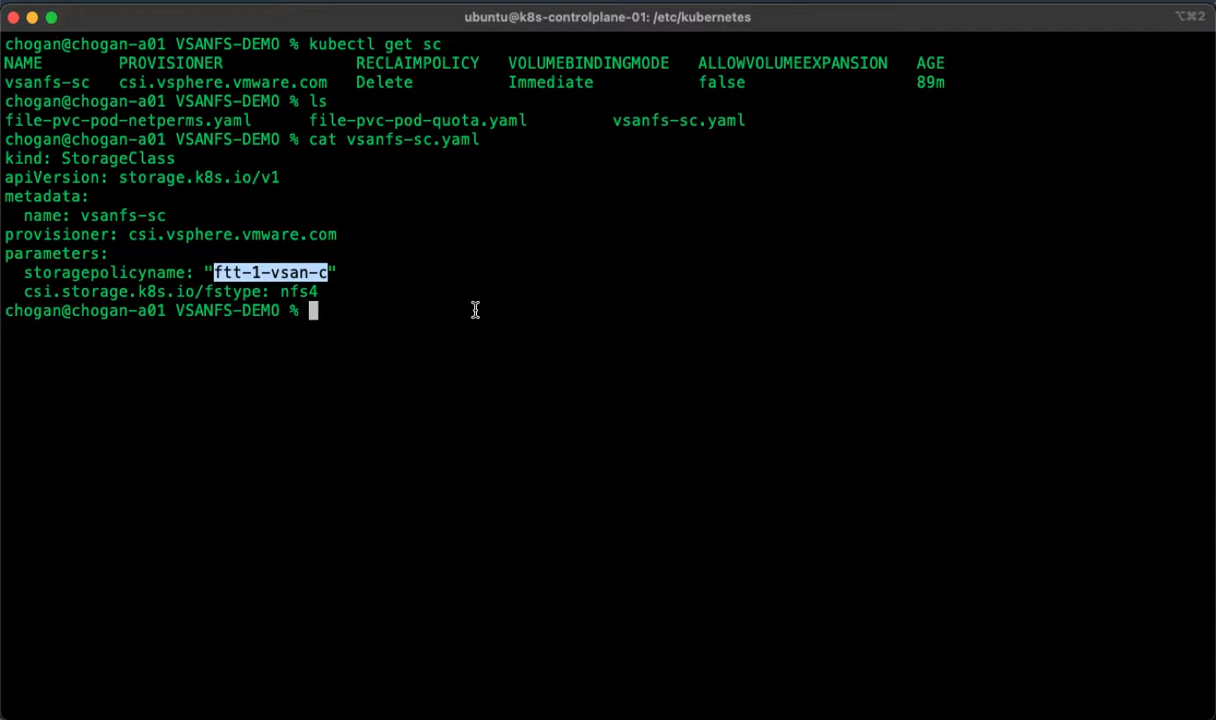 ubuntu@k8s-controlplane-01: /etc/kubernetes
⌥⌘2
chogan@chogan-a01 VSANFS-DEMO % kubectl get sc
NAME PROVISIONER RECLAIMPOLICY VOLUMEBINDINGMODE ALLOWVOLUMEEXPANSION AGE
vsanfs-sc csi.vsphere.vmware.com Delete Immediate false 89m
chogan@chogan-a01 VSANFS-DEMO % ls
file-pvc-pod-netperms.yaml file-pvc-pod-quota.yaml vsanfs-sc.yaml
chogan@chogan-a01 VSANFS-DEMO % cat vsanfs-sc.yaml
kind: StorageClass
apiVersion: storage.k8s.io/v1
metadata:
  name: vsanfs-sc
provisioner: csi.vsphere.vmware.com
parameters:
  storagepolicyname: "ftt-1-vsan-c"
  csi.storage.k8s.io/fstype: nfs4
chogan@chogan-a01 VSANFS-DEMO %